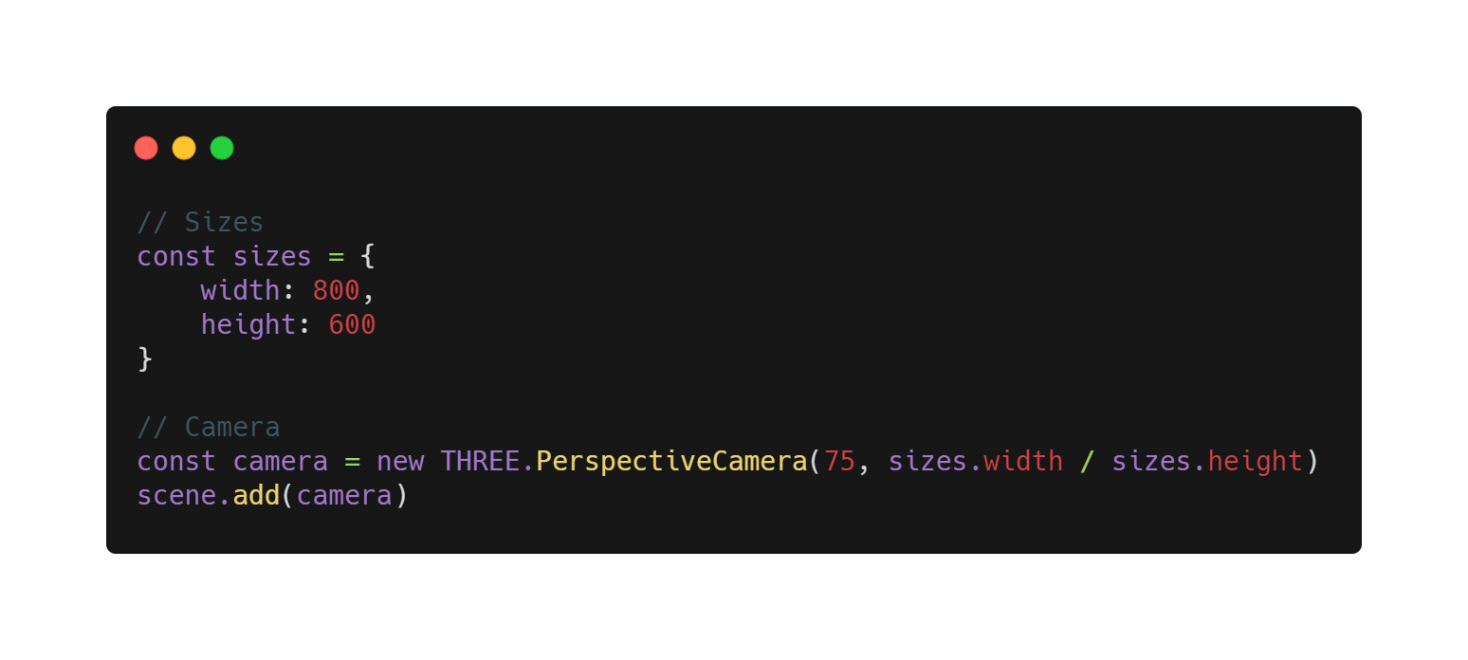 // Sizes
const sizes = {
    width: 800,
    height: 600
}
// Camera
const camera = new THREE.PerspectiveCamera(75, sizes.width / sizes.height)
scene.add(camera)